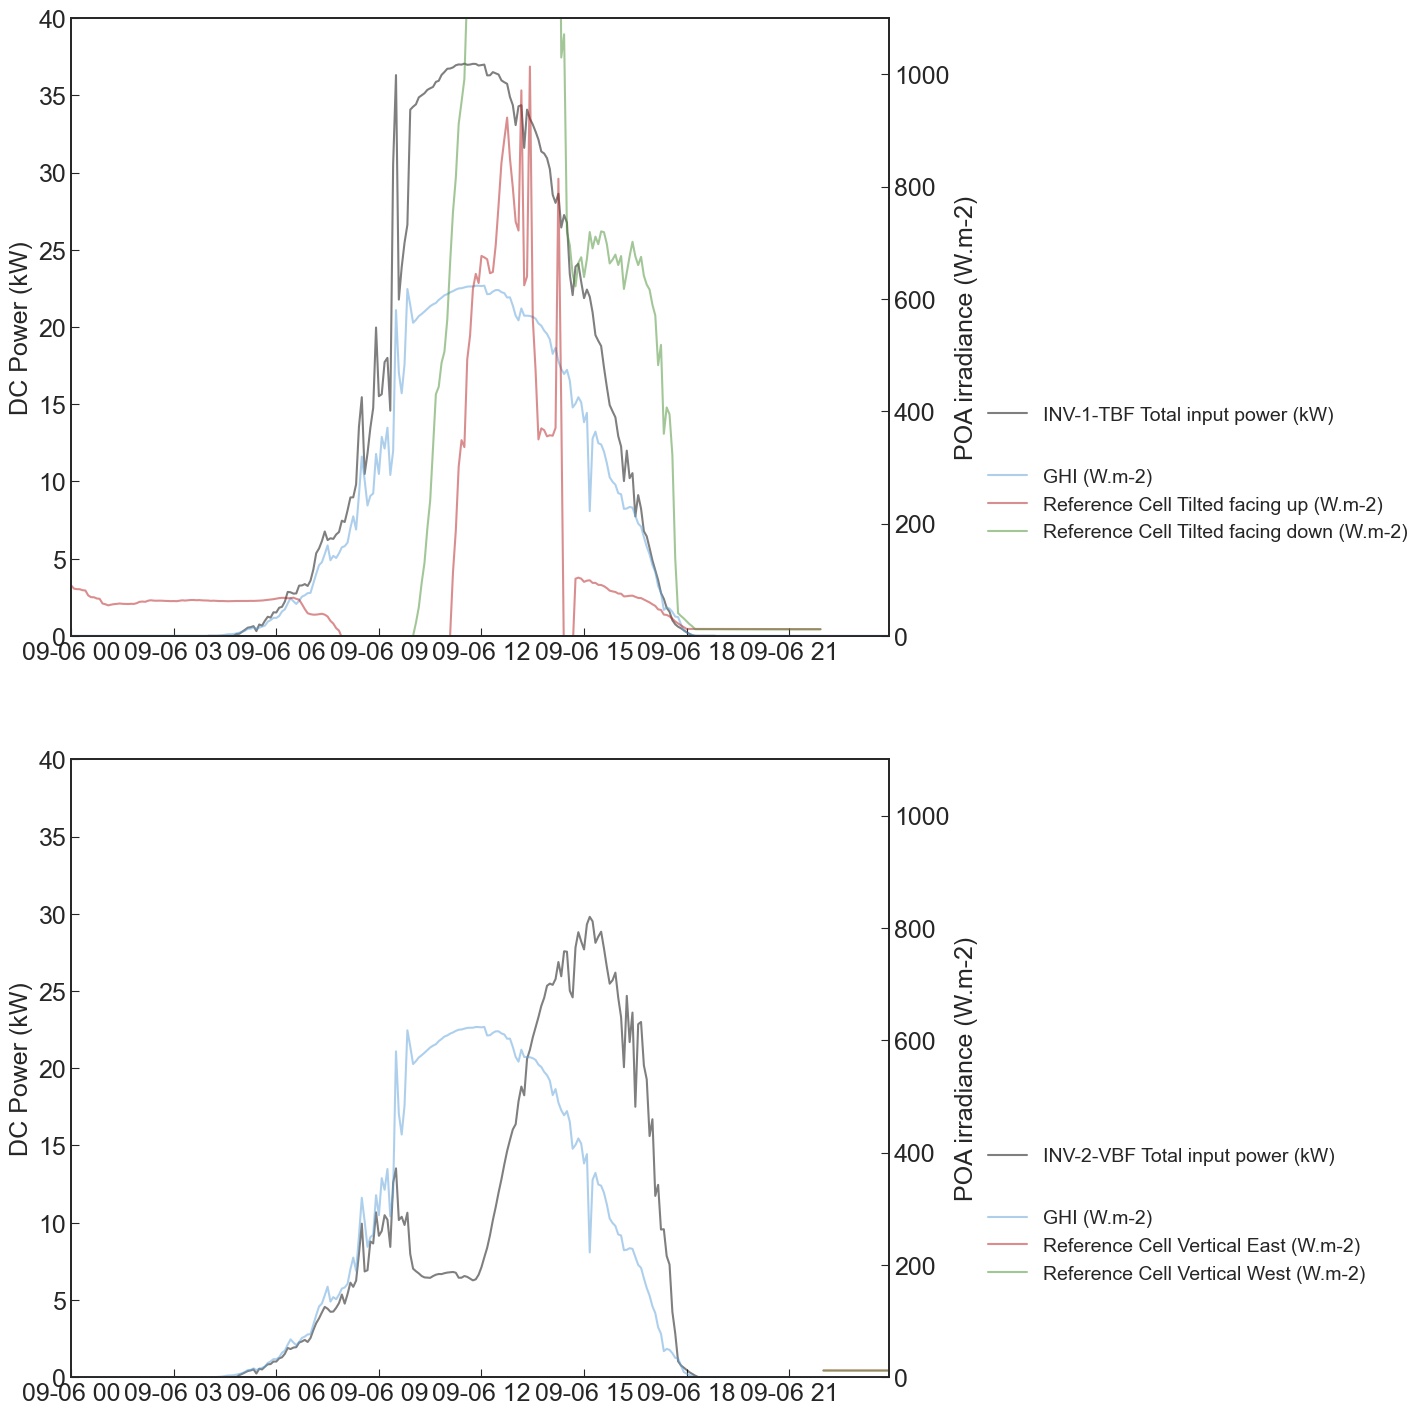 40
35
30
25
20
15
10
5
0
DC Power (kW)
1000
800
600
400
200
0
POA irradiance (W.m-2)
09-06 00 09-06 03 09-06 06 09-06 09 09-06 12 09-06 15 09-06 18 09-06 21
INV-1-TBF Total input power (kW)
GHI (W.m-2)
Reference Cell Tilted facing up (W.m-2)
Reference Cell Tilted facing down (W.m-2)
40
35
30
25
20
15
10
5
0
DC Power (kW)
1000
800
600
400
200
0
POA irradiance (W.m-2)
09-06 00 09-06 03 09-06 06 09-06 09 09-06 12 09-06 15 09-06 18 09-06 21
INV-2-VBF Total input power (kW)
GHI (W.m-2)
Reference Cell Vertical East (W.m-2)
Reference Cell Vertical West (W.m-2)